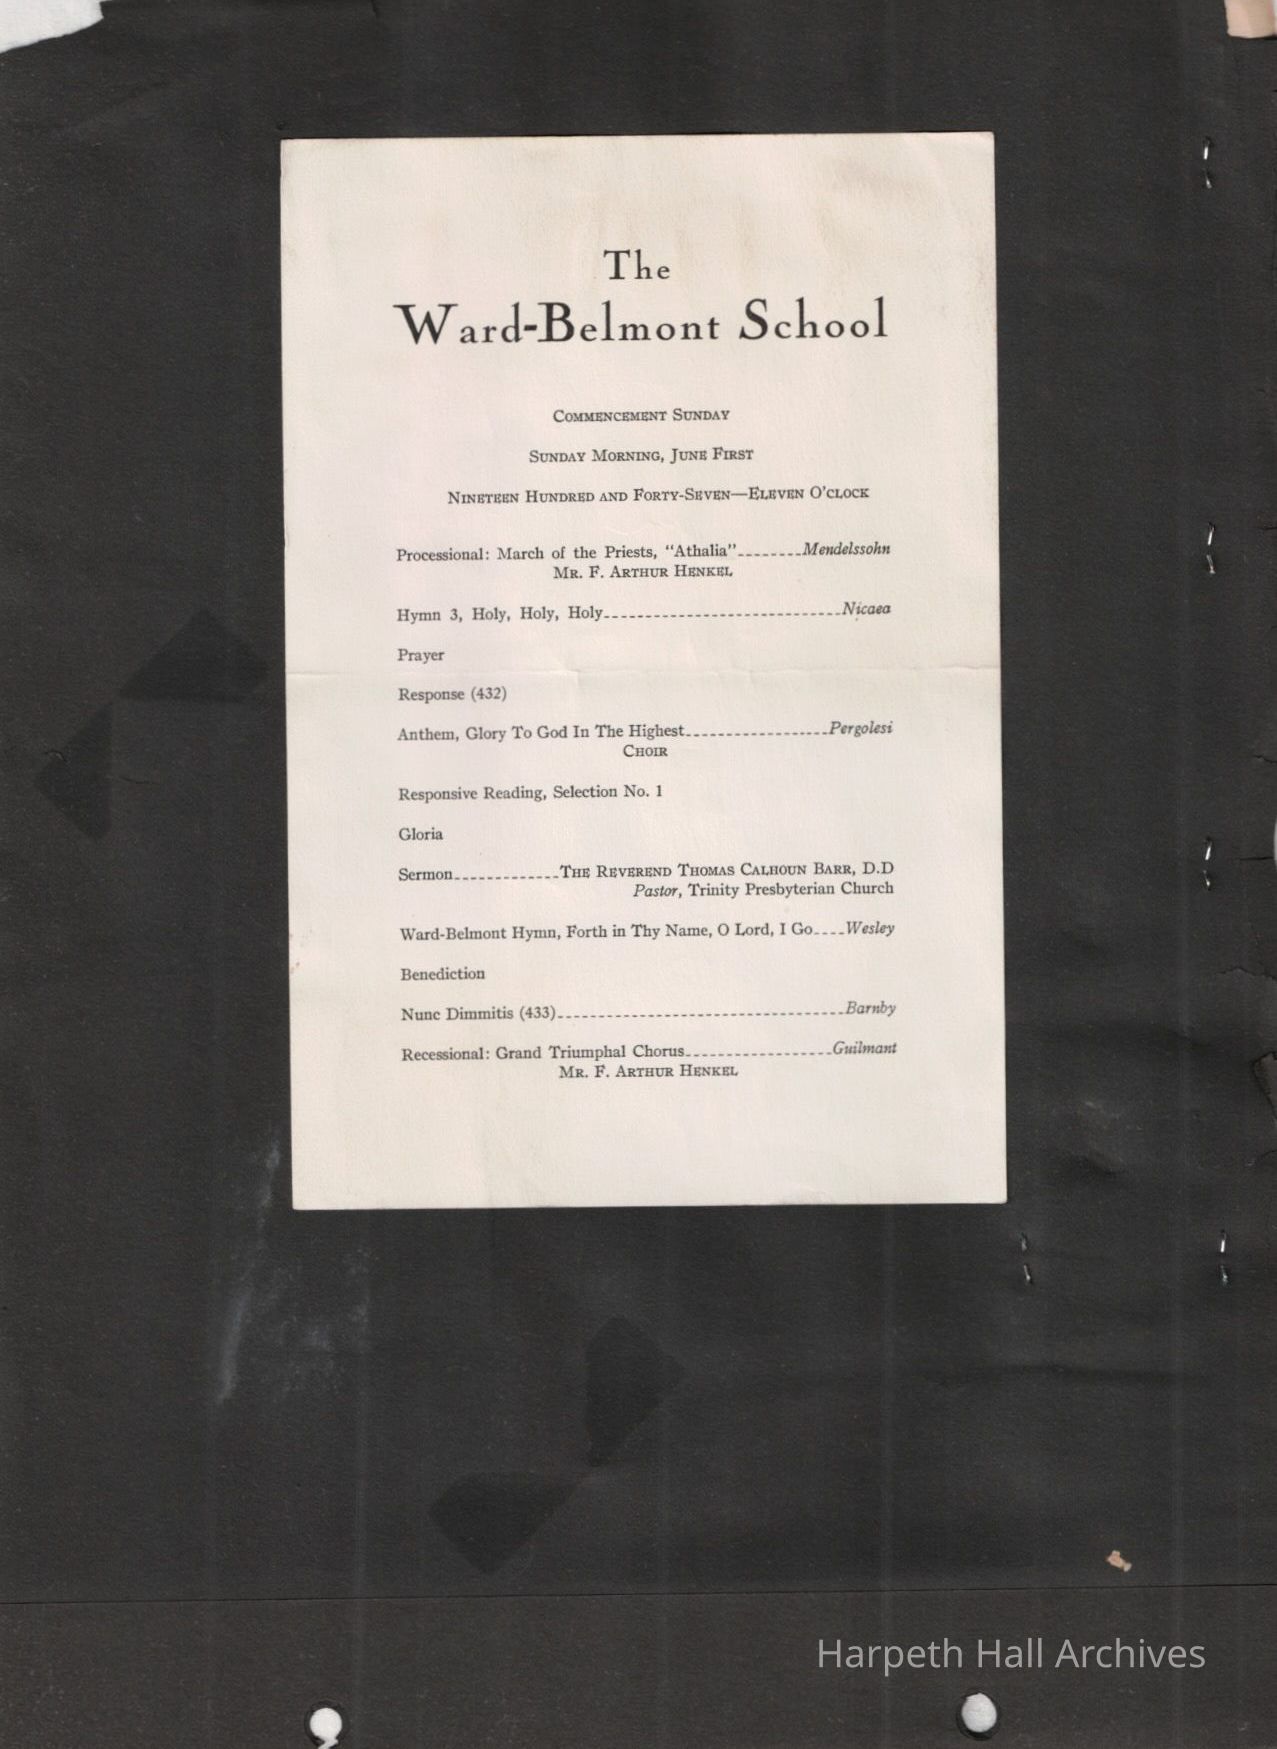 The
Ward-Belmont School
Commencement Sunday
Sunday Morning, June First
Nineteen Hundred and Forty-Seven—Eleven O'clock
Processional: March of the Priests, "Athalia"--------Mendelssohn
Mr. F. Arthur Henkel
Hymn 3, Holy, Holy, Holy----------------------------Nicaea
Prayer
Response (432)
Anthem, Glory To God In The Highest-----------------Pergolesi
Choir
Responsive Reading, Selection No. 1
Gloria
Sermon-------------The Reverend Thomas Calhoun Barr, D.D
Pastor, Trinity Presbyterian Church
Ward-Belmont Hymn, Forth in Thy Name, O Lord, I Go----Wesley
Benediction
Nunc Dimmitis (433)----------------------------------Barnby
Recessional: Grand Triumphal Chorus------------------Guilmant
Mr. F. Arthur Henkel
Harpeth Hall Archives